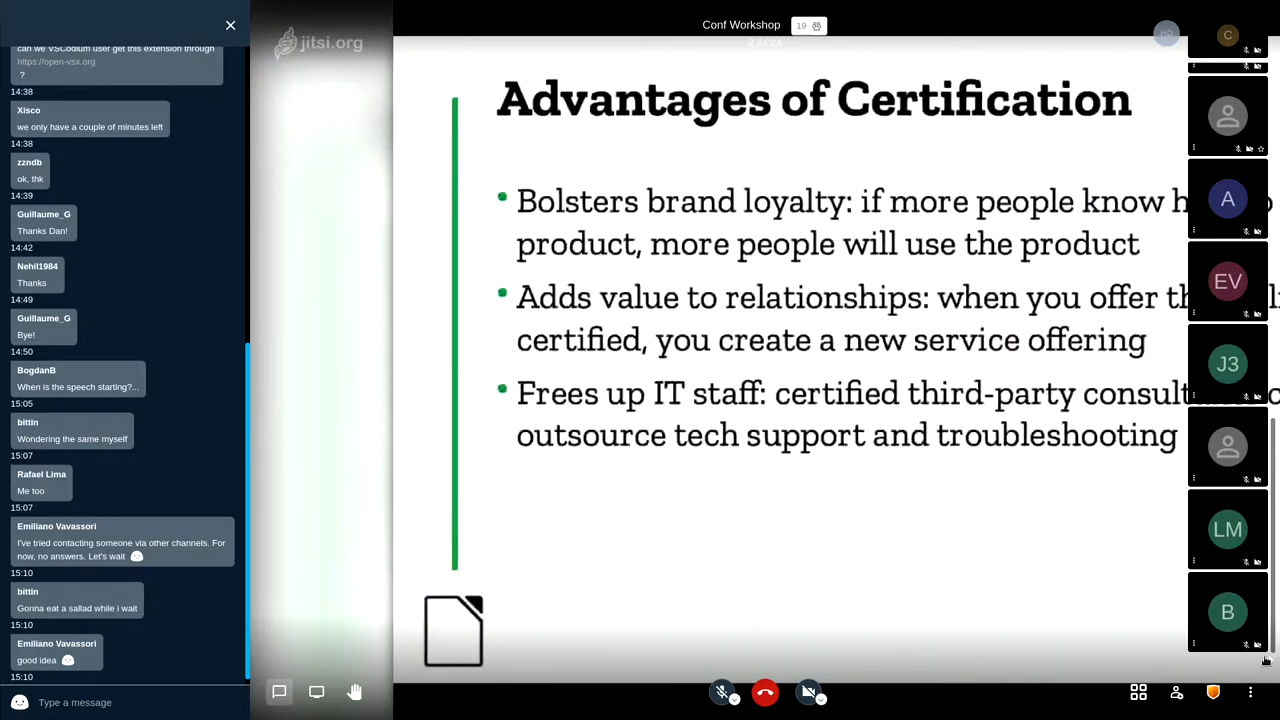 can we VSCodium user get this extension through
https://open-vsx.org
?
14:38
Xisco
we only have a couple of minutes left
14:38
zzndb
ok, thk
14:39
Guillaume_G
Thanks Dan!
14:42
Nehil1984
Thanks
14:49
Guillaume_G
Bye!
14:50
BogdanB
When is the speech starting?...
15:05
bittin
Wondering the same myself
15:07
Rafael Lima
Me too
15:07
Emiliano Vavassori
I've tried contacting someone via other channels. For
now, no answers. Let's wait
15:10
bittin
Gonna eat a sallad while i wait
15:10
Emiliano Vavassori
good idea
15:10
Type a message
jitsi.org
Conf Workshop
19
Advantages of Certification
Bolsters brand loyalty: if more people know
product, more people will use the product
Adds value to relationships: when you offer
certified, you create a new service offering
Frees up IT staff: certified third-party
outsource tech support and troubleshooting
HD
C
A
EV
J3
LM
B